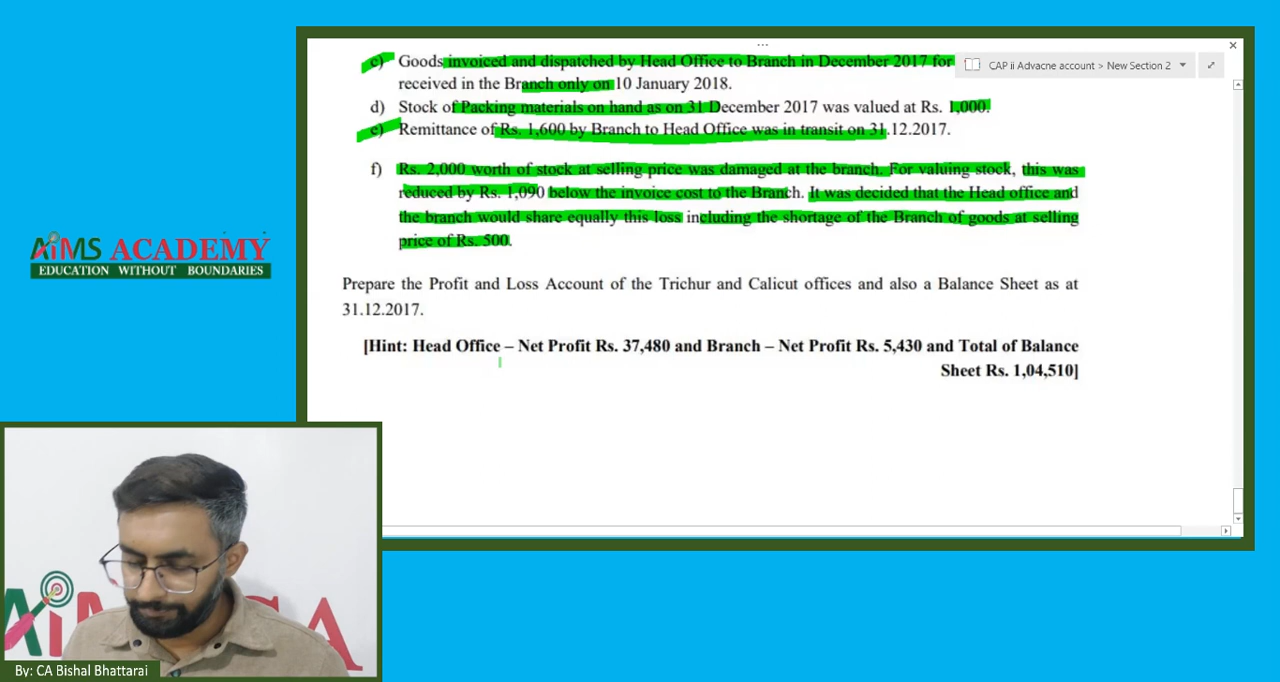 ...
c) Goods invoiced and dispatched by Head Office to Branch in December 2017 for
received in the Branch only on 10 January 2018.
CAP ii Advacne account > New Section 2
d) Stock of Packing materials on hand as on 31 December 2017 was valued at Rs. 1,000.
e) Remittance of Rs. 1,600 by Branch to Head Office was in transit on 31.12.2017.
f) Rs. 2,000 worth of stock at selling price was damaged at the branch. For valuing stock, this was
reduced by Rs. 1,090 below the invoice cost to the Branch. It was decided that the Head office and
the branch would share equally this loss including the shortage of the Branch of goods at selling
price of Rs. 500.
AiMS ACADEMY
EDUCATION WITHOUT BOUNDARIES
Prepare the Profit and Loss Account of the Trichur and Calicut offices and also a Balance Sheet as at
31.12.2017.
[Hint: Head Office – Net Profit Rs. 37,480 and Branch – Net Profit Rs. 5,430 and Total of Balance
Sheet Rs. 1,04,510]
By: CA Bishal Bhattarai